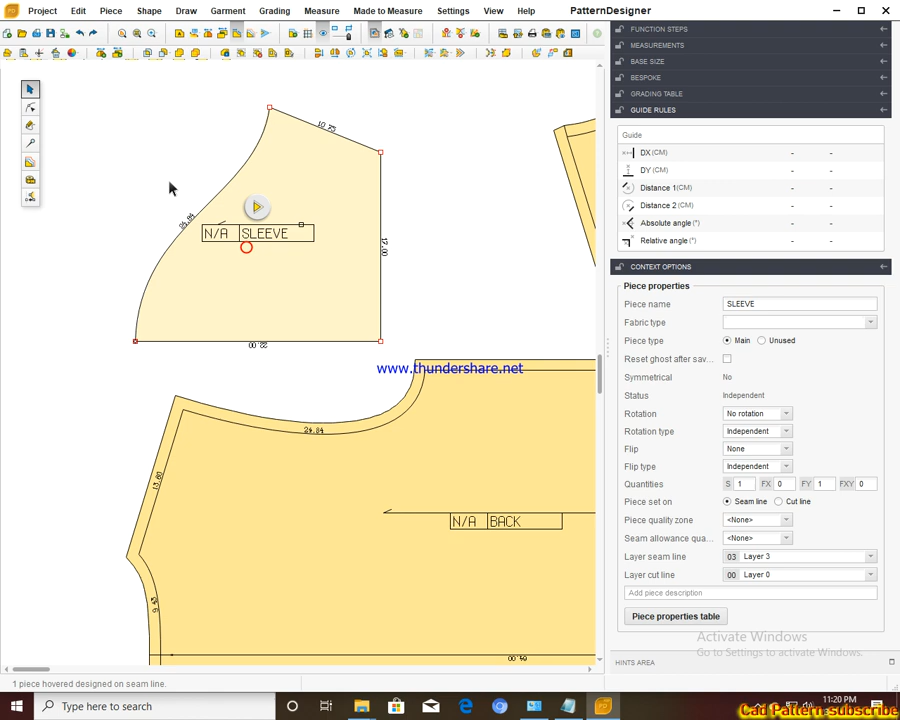 Project Edit Piece Shape Draw Garment Grading Measure Made to Measure Settings View Help PatternDesigner
FUNCTION STEPS
MEASUREMENTS
BASE SIZE
BESPOKE
GRADING TABLE
GUIDE RULES
Guide
DX (CM) - -
DY (CM) - -
Distance 1(CM) - -
Distance 2 (CM) - -
Absolute angle (°) - -
Relative angle (°) - -
CONTEXT OPTIONS
Piece properties
Piece name SLEEVE
Fabric type
Piece type Main Unused
Reset ghost after sav...
Symmetrical No
Status Independent
Rotation No rotation
Rotation type Independent
Flip None
Flip type Independent
Quantities S 1 FX 0 FY 1 FXY 0
Piece set on Seam line Cut line
Piece quality zone <None>
Seam allowance qua... <None>
Layer seam line 03 Layer 3
Layer cut line 00 Layer 0
Add piece description
Piece properties table
Activate Windows
Go to Settings to activate Windows.
HINTS AREA
N/A SLEEVE
17.00
22.00
www.thundershare.net
24.84
13.80
N/A BACK
9.43
1 piece hovered designed on seam line.
Type here to search
11:20 PM
Cad Pattern-subscribe